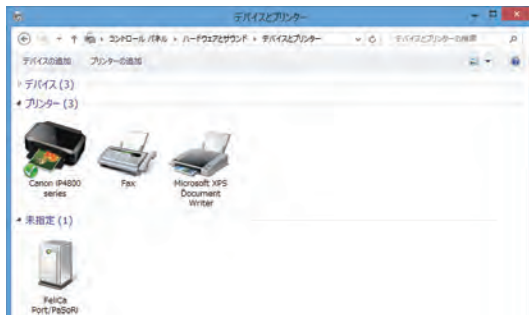 デバイスとプリンター
コントロール パネル ▸ ハードウェアとサウンド ▸ デバイスとプリンター
デバイスとプリンターの検索
デバイスの追加 プリンターの追加
デバイス (3)
プリンター (3)
Canon iP4800
series
Fax
Microsoft XPS
Document
Writer
未指定 (1)
FeliCa
Port/PaSoRi